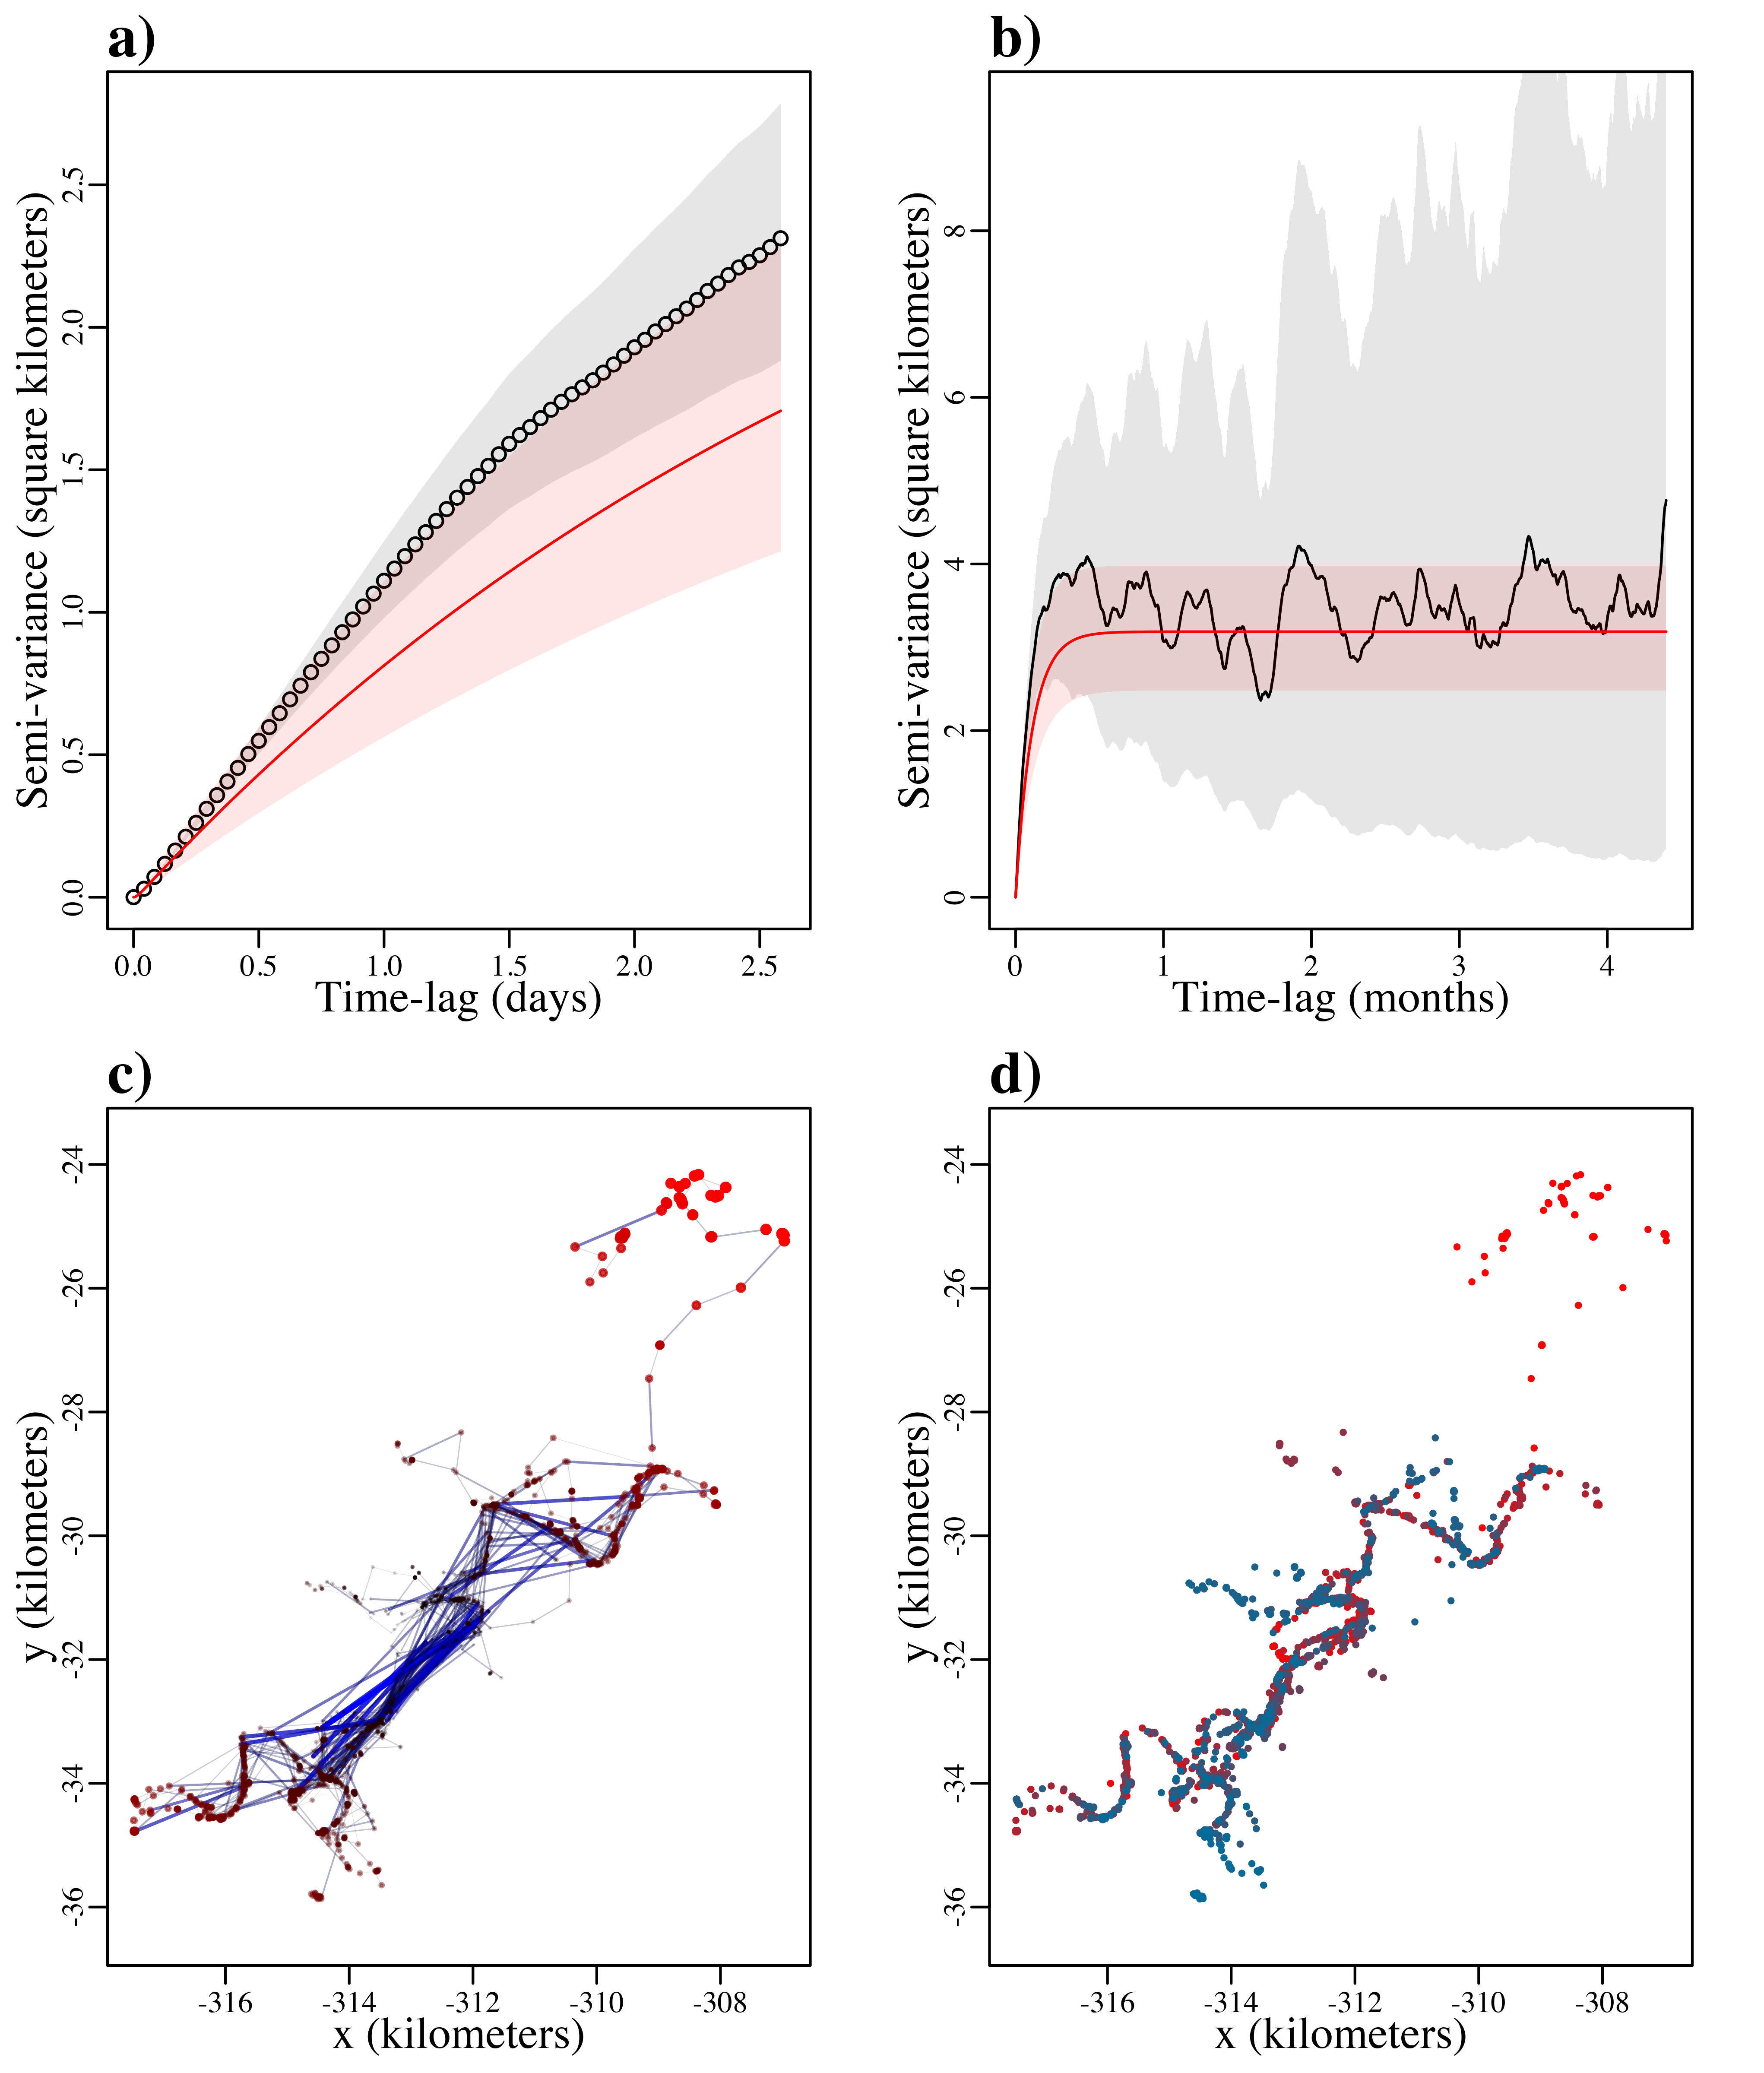 a)
Semi-variance (square kilometers)
2.5
2.0
1.5
1.0
0.5
0.0
0.0 0.5 1.0 1.5 2.0 2.5
Time-lag (days)
b)
Semi-variance (square kilometers)
8
6
4
2
0
0 1 2 3 4
Time-lag (months)
c)
y (kilometers)
-24
-26
-28
-30
-32
-34
-36
-316 -314 -312 -310 -308
x (kilometers)
d)
y (kilometers)
-24
-26
-28
-30
-32
-34
-36
-316 -314 -312 -310 -308
x (kilometers)